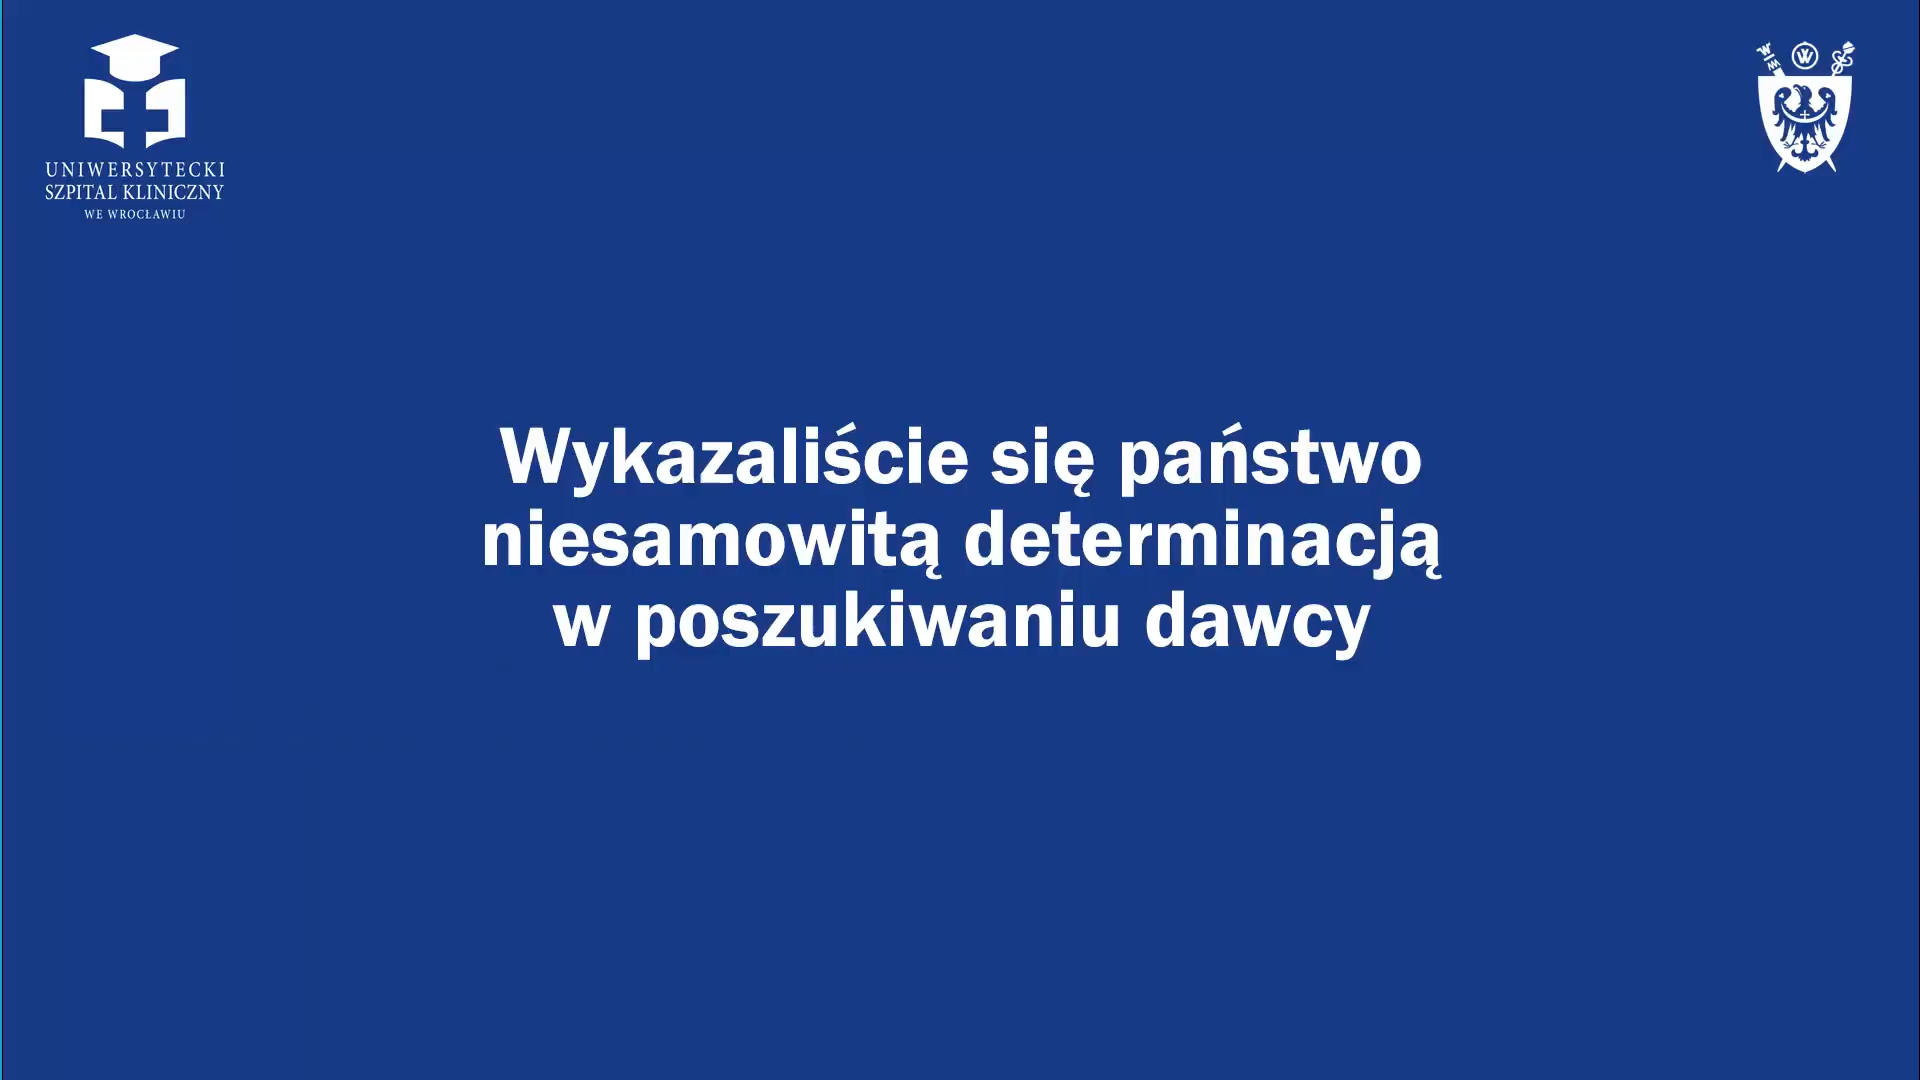 UNIWERSYTECKI
SZPITAL KLINICZNY
WE WROCŁAWIU
W
Wykazaliście się państwo
niesamowitą determinacją
w poszukiwaniu dawcy